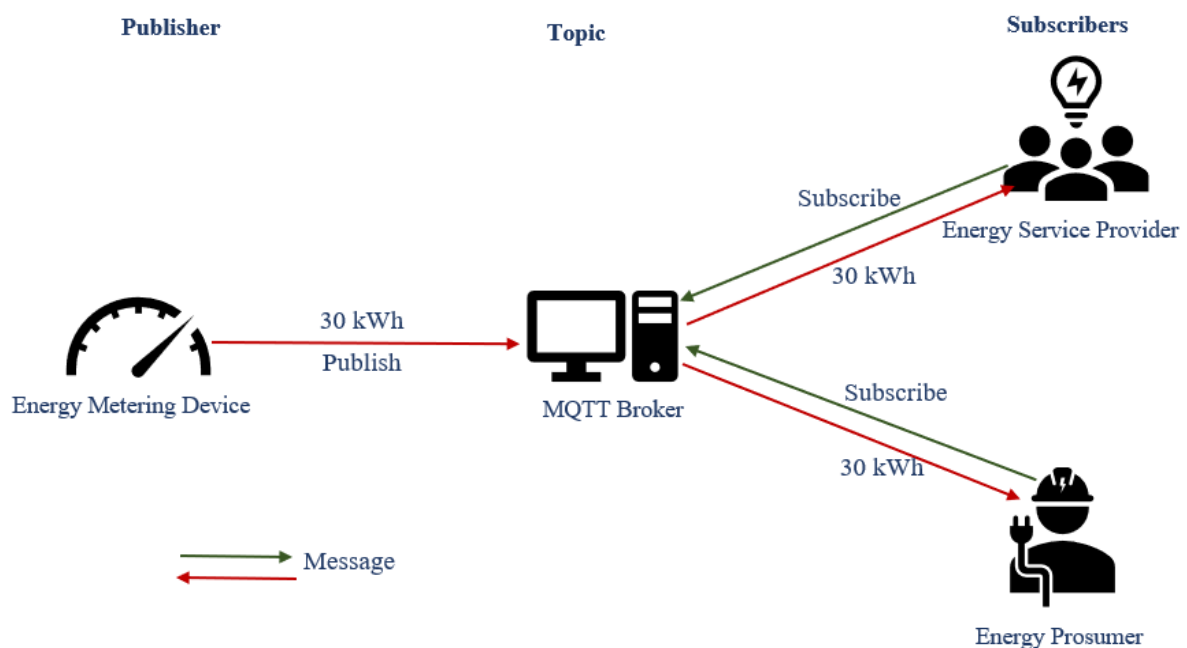 Publisher
Topic
Subscribers
Subscribe
Energy Service Provider
30 kWh
30 kWh
Publish
Energy Metering Device
MQTT Broker
Subscribe
30 kWh
Message
Energy Prosumer